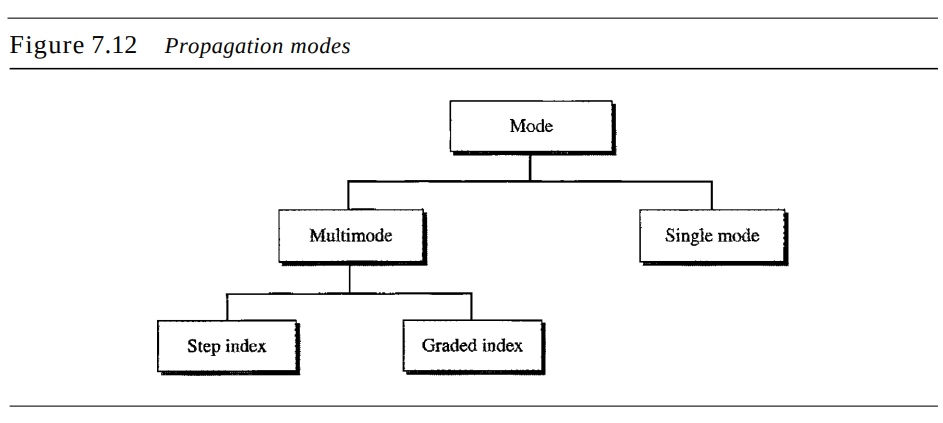 Figure 7.12 Propagation modes
Mode
Multimode
Single mode
Step index
Graded index